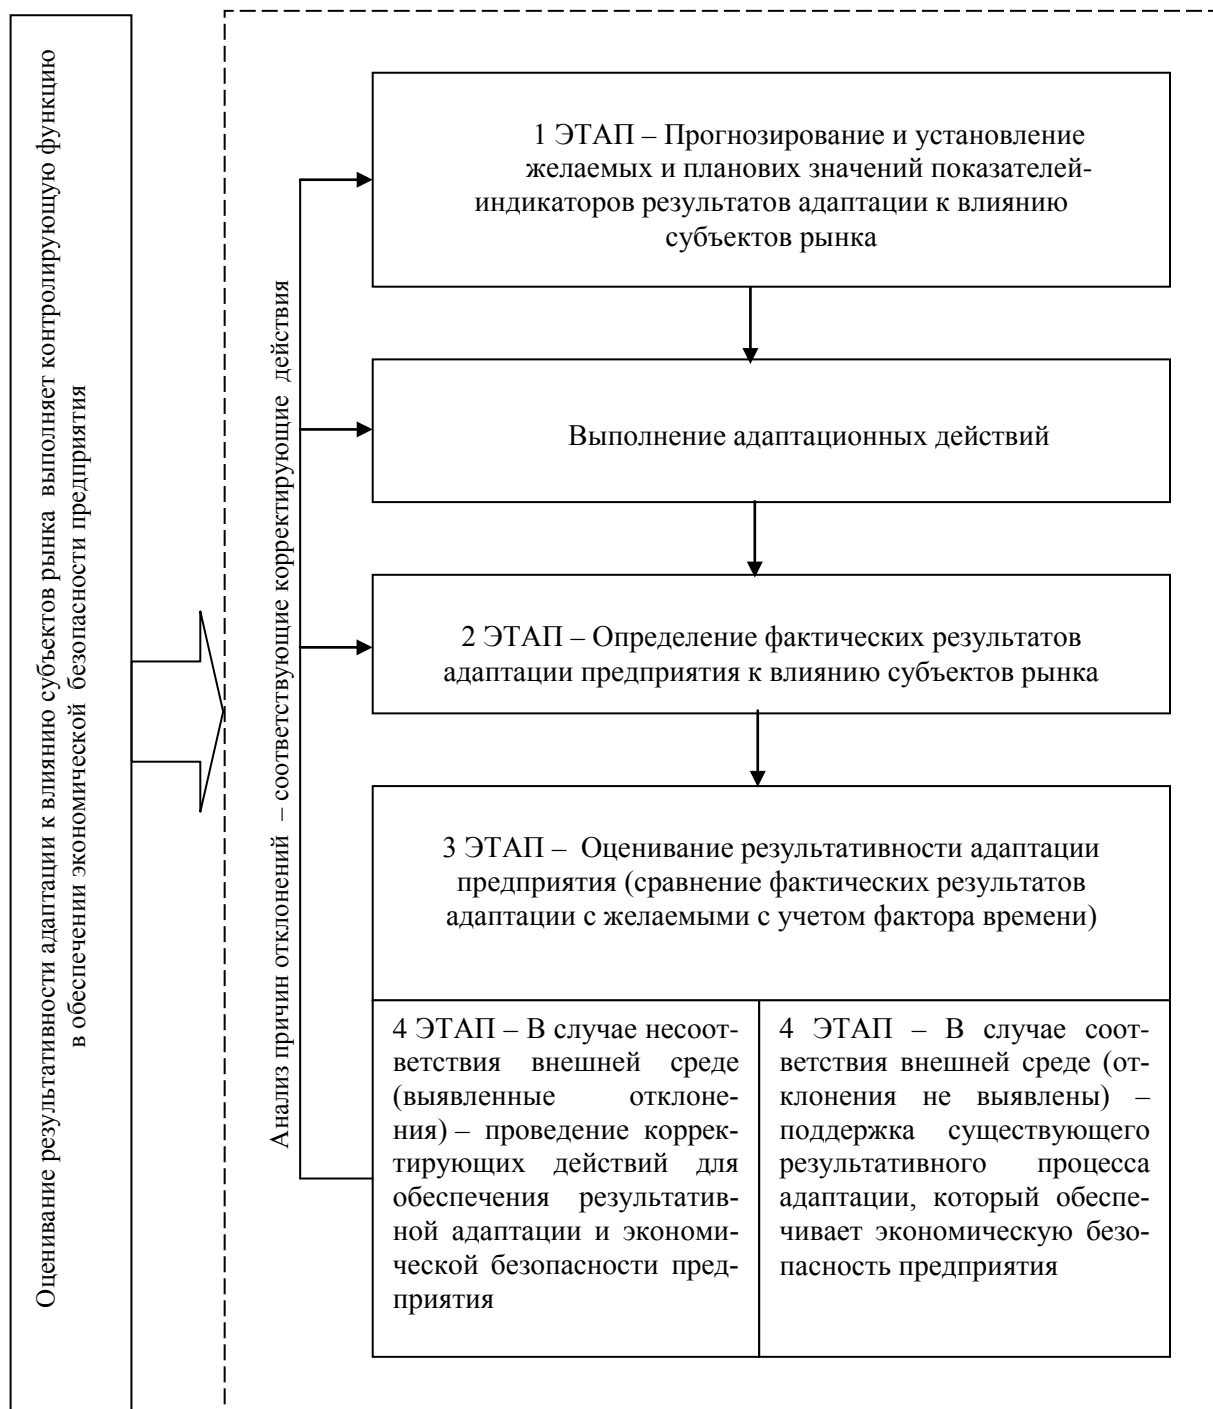 Оценивание результативности адаптации к влиянию субъектов рынка выполняет контролирующую функцию
в обеспечении экономической безопасности предприятия
Анализ причин отклонений – соответствующие корректирующие действия
1 ЭТАП – Прогнозирование и установление
желаемых и планових значений показателей-
индикаторов результатов адаптации к влиянию
субъектов рынка
Выполнение адаптационных действий
2 ЭТАП – Определение фактических результатов
адаптации предприятия к влиянию субъектов рынка
3 ЭТАП – Оценивание результативности адаптации
предприятия (сравнение фактических результатов
адаптации с желаемыми с учетом фактора времени)
4 ЭТАП – В случае несоот-
ветствия внешней среде
(выявленные отклоне-
ния) – проведение коррек-
тирующих действий для
обеспечения результатив-
ной адаптации и экономи-
ческой безопасности пред-
приятия
4 ЭТАП – В случае соот-
ветствия внешней среде (от-
клонения не выявлены) –
поддержка существующего
результативного процесса
адаптации, который обеспе-
чивает экономическую безо-
пасность предприятия